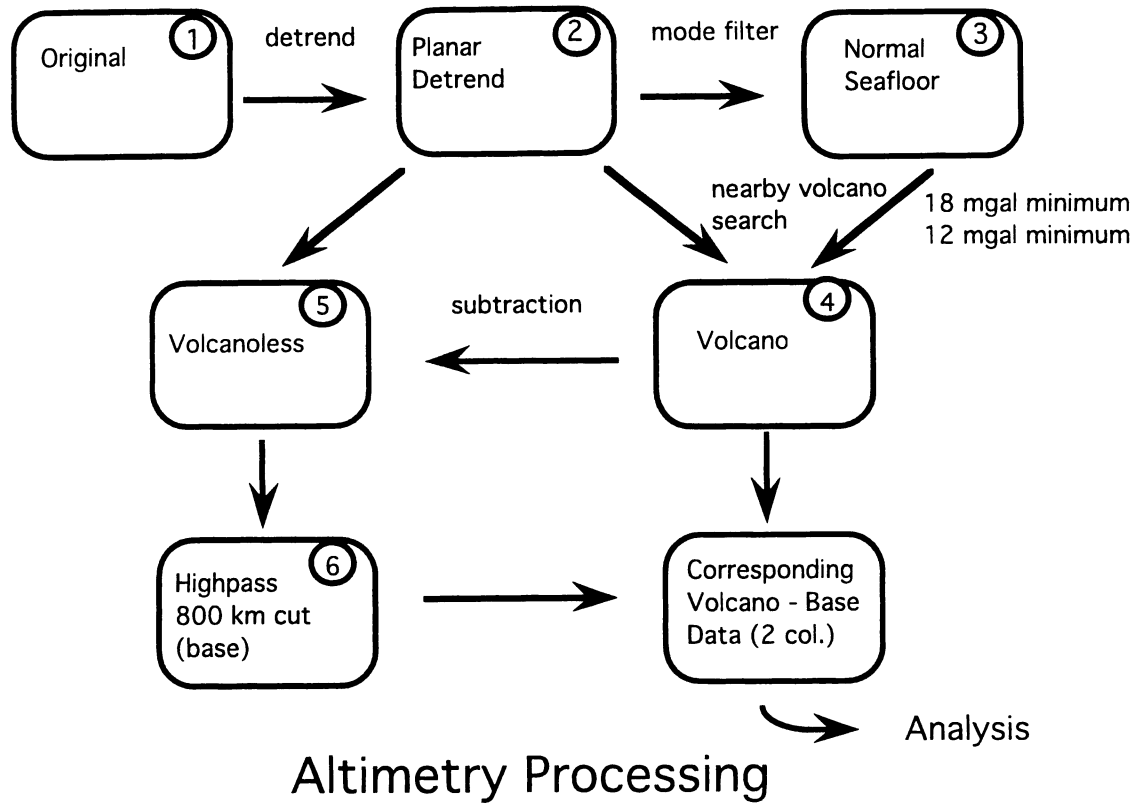 Original
1
detrend
Planar
Detrend
2
mode filter
Normal
Seafloor
3
nearby volcano
search
18 mgal minimum
12 mgal minimum
Volcanoless
5
subtraction
Volcano
4
Highpass
800 km cut
(base)
6
Corresponding
Volcano - Base
Data (2 col.)
Analysis
Altimetry Processing